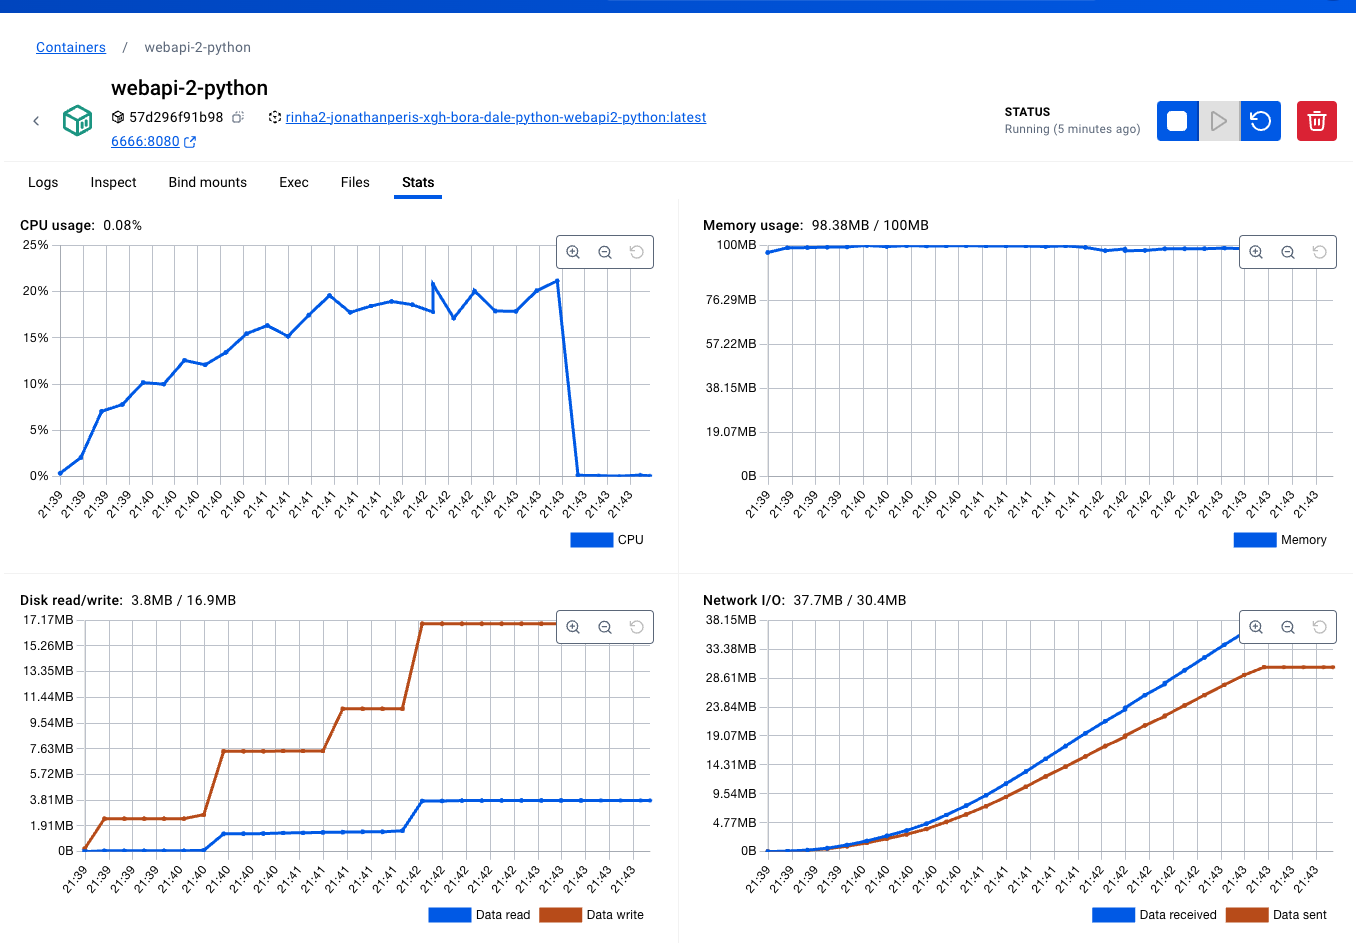 Containers / webapi-2-python
webapi-2-python
57d296f91b98 rinha2-jonathanperis-xgh-bora-dale-python-webapi2-python:latest
6666:8080
STATUS
Running (5 minutes ago)
Logs Inspect Bind mounts Exec Files Stats
CPU usage: 0.08%
25%
20%
15%
10%
5%
0%
21:39 21:39 21:39 21:39 21:40 21:40 21:40 21:40 21:40 21:41 21:41 21:41 21:41 21:41 21:42 21:42 21:42 21:42 21:42 21:43 21:43 21:43 21:43 21:43 21:43
CPU
Memory usage: 98.38MB / 100MB
100MB
76.29MB
57.22MB
38.15MB
19.07MB
0B
21:39 21:39 21:39 21:39 21:40 21:40 21:40 21:40 21:40 21:41 21:41 21:41 21:41 21:41 21:42 21:42 21:42 21:42 21:42 21:43 21:43 21:43 21:43 21:43
Memory
Disk read/write: 3.8MB / 16.9MB
17.17MB
15.26MB
13.35MB
11.44MB
9.54MB
7.63MB
5.72MB
3.81MB
1.91MB
0B
21:39 21:39 21:39 21:39 21:40 21:40 21:40 21:40 21:40 21:41 21:41 21:41 21:41 21:41 21:42 21:42 21:42 21:42 21:42 21:43 21:43 21:43 21:43 21:43
Data read Data write
Network I/O: 37.7MB / 30.4MB
38.15MB
33.38MB
28.61MB
23.84MB
19.07MB
14.31MB
9.54MB
4.77MB
0B
21:39 21:39 21:39 21:39 21:40 21:40 21:40 21:40 21:40 21:41 21:41 21:41 21:41 21:41 21:42 21:42 21:42 21:42 21:42 21:43 21:43 21:43 21:43 21:43
Data received Data sent